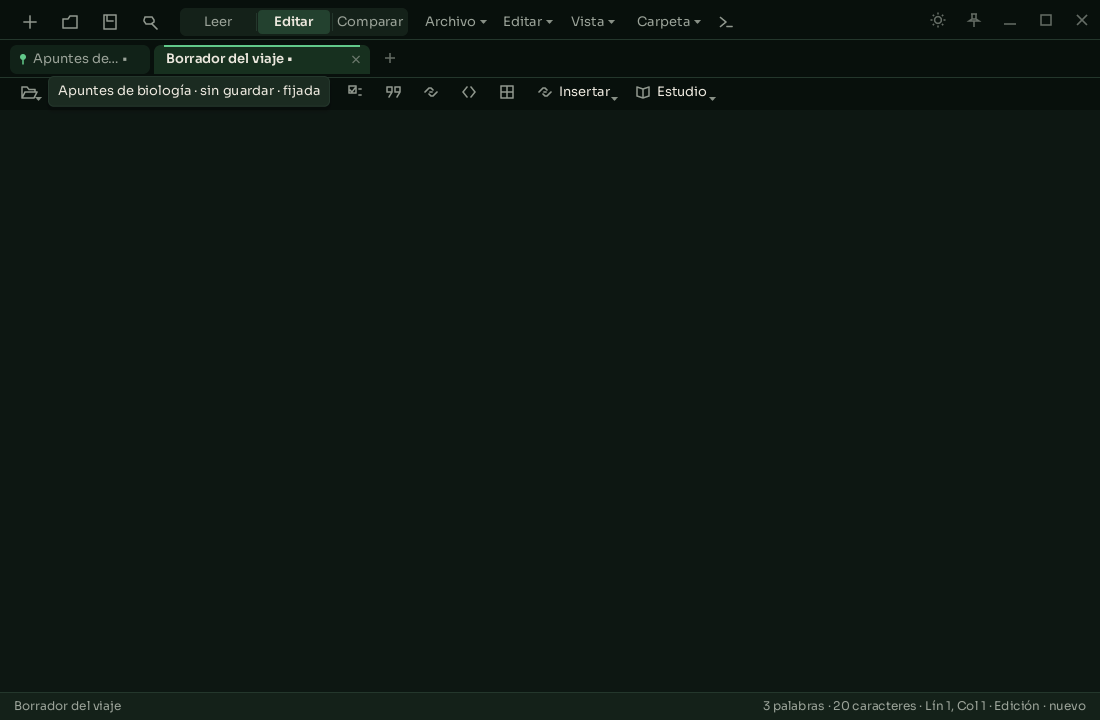 Leer Editar Comparar Archivo Editar Vista Carpeta
Apuntes de... • Borrador del viaje •
Apuntes de biología · sin guardar · fijada Insertar Estudio
Borrador del viaje 3 palabras · 20 caracteres · Lín 1, Col 1 · Edición · nuevo